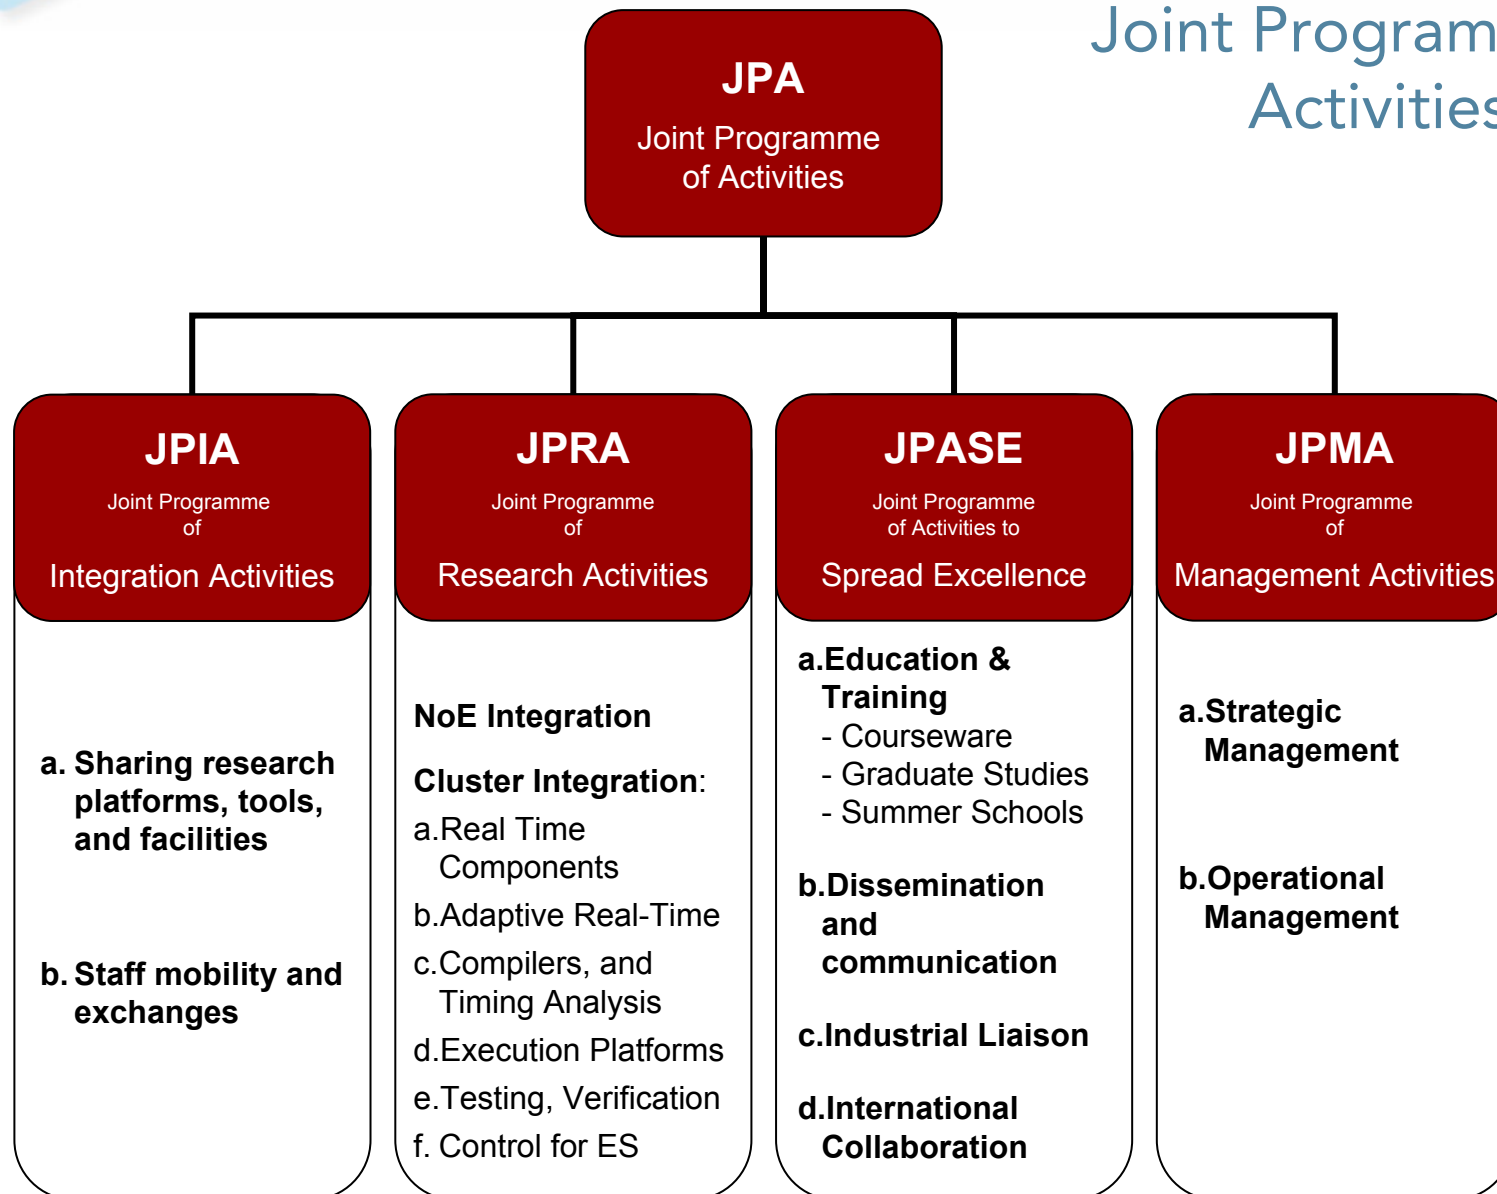 Joint Program
Activities
JPA
Joint Programme
of Activities
JPIA
Joint Programme
of
Integration Activities
a. Sharing research
platforms, tools,
and facilities
b. Staff mobility and
exchanges
JPRA
Joint Programme
of
Research Activities
NoE Integration
Cluster Integration:
a.Real Time
Components
b.Adaptive Real-Time
c.Compilers, and
Timing Analysis
d.Execution Platforms
e.Testing, Verification
f. Control for ES
JPASE
Joint Programme
of Activities to
Spread Excellence
a.Education &
Training
- Courseware
- Graduate Studies
- Summer Schools
b.Dissemination
and
communication
c.Industrial Liaison
d.International
Collaboration
JPMA
Joint Programme
of
Management Activities
a.Strategic
Management
b.Operational
Management